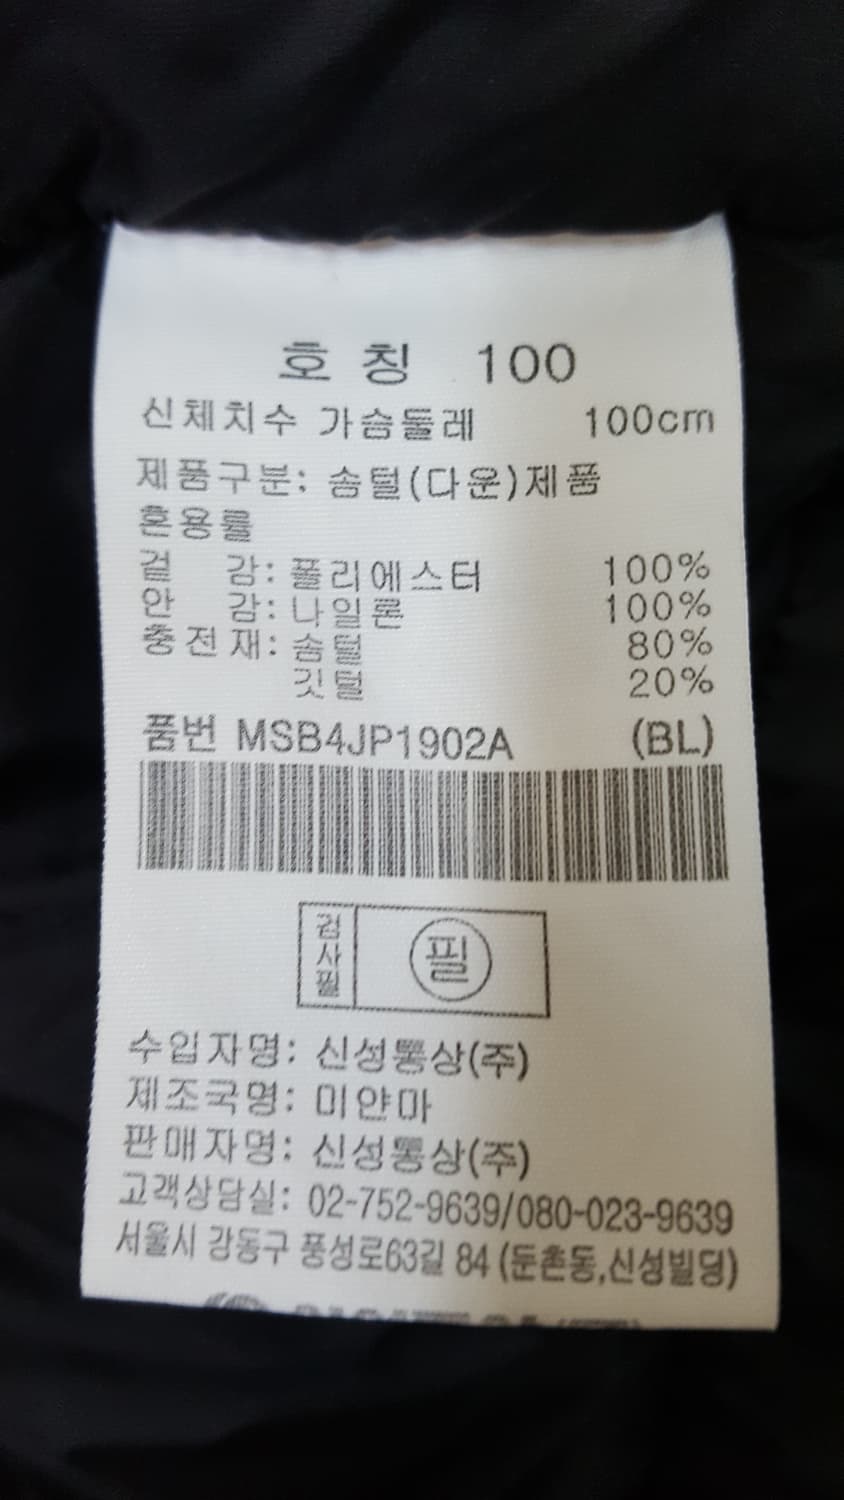 호 칭 100
신체치수 가슴둘레 100cm
제품구분: 솜털(다운)제품
혼용률
겉 감: 폴리에스터 100%
안 감: 나일론 100%
충전재: 솜털 80%
깃털 20%
품번 MSB4JP1902A (BL)
검사필 필
수입자명: 신성통상(주)
제조국명: 미얀마
판매자명: 신성통상(주)
고객상담실: 02-752-9639/080-023-9639
서울시 강동구 풍성로63길 84 (둔촌동,신성빌딩)